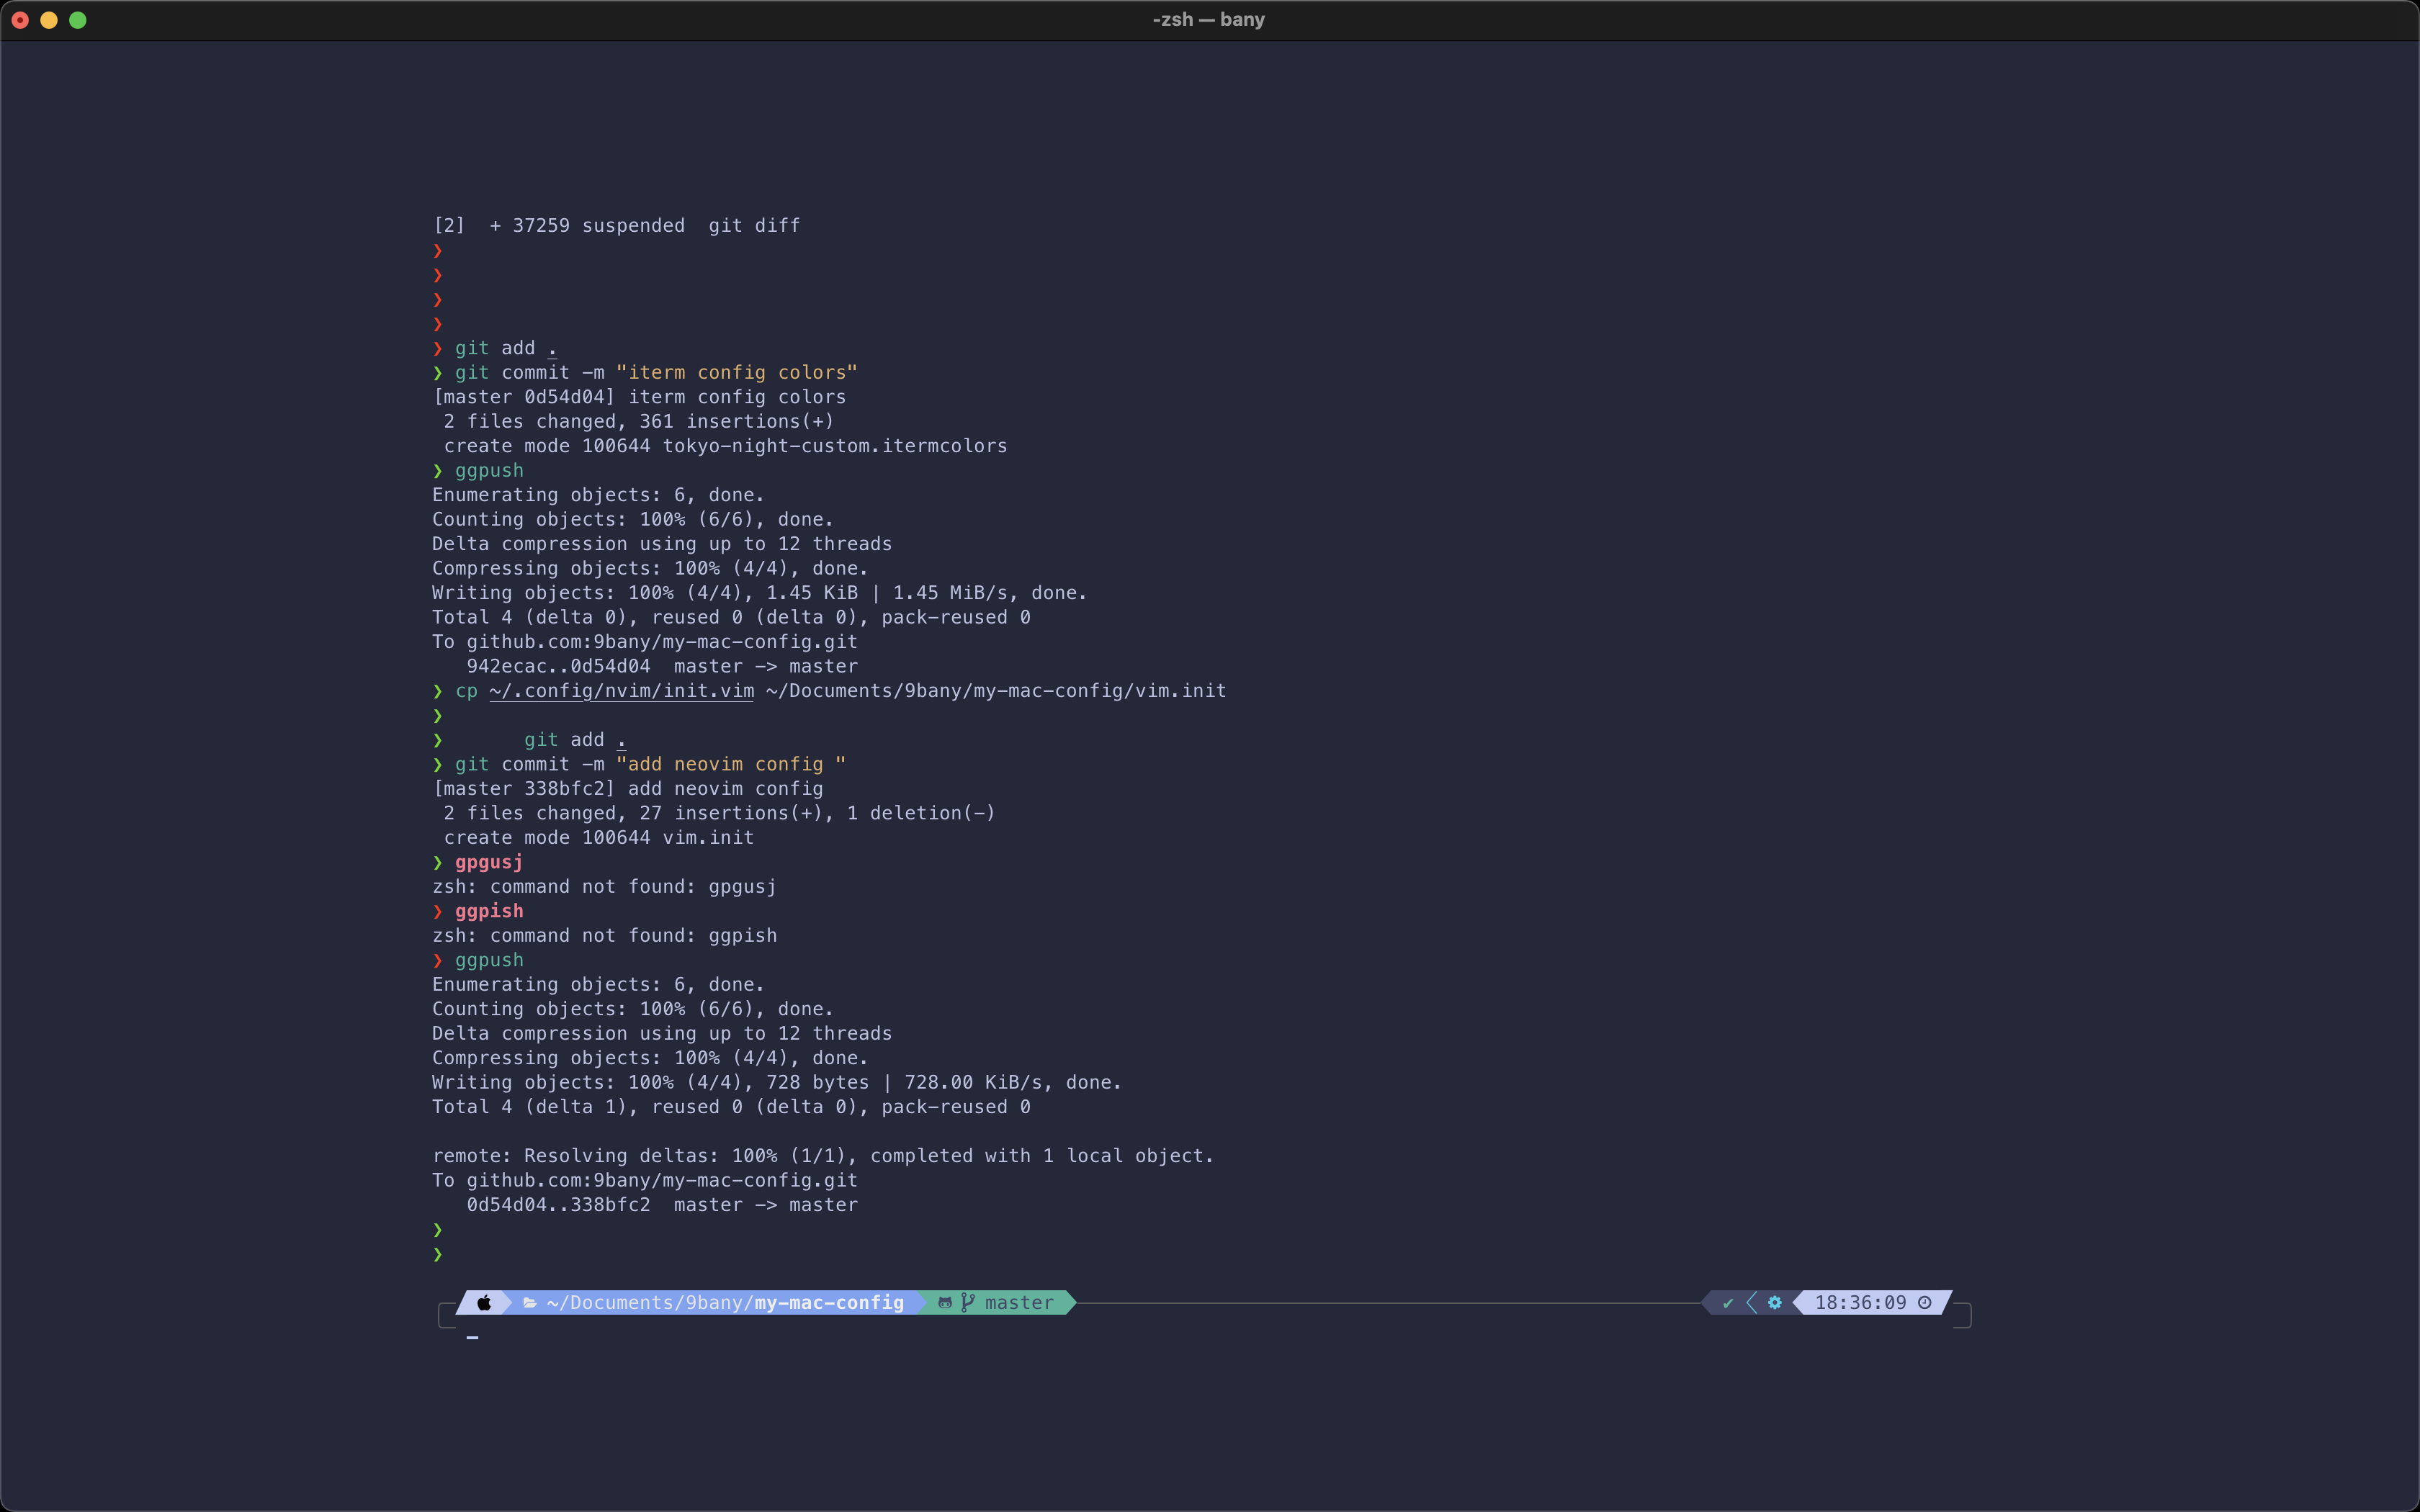 -zsh — bany
[2]  + 37259 suspended  git diff
❯
❯
❯
❯
❯ git add .
❯ git commit -m "iterm config colors"
[master 0d54d04] iterm config colors
 2 files changed, 361 insertions(+)
 create mode 100644 tokyo-night-custom.itermcolors
❯ ggpush
Enumerating objects: 6, done.
Counting objects: 100% (6/6), done.
Delta compression using up to 12 threads
Compressing objects: 100% (4/4), done.
Writing objects: 100% (4/4), 1.45 KiB | 1.45 MiB/s, done.
Total 4 (delta 0), reused 0 (delta 0), pack-reused 0
To github.com:9bany/my-mac-config.git
   942ecac..0d54d04  master -> master
❯ cp ~/.config/nvim/init.vim ~/Documents/9bany/my-mac-config/vim.init
❯
❯       git add .
❯ git commit -m "add neovim config "
[master 338bfc2] add neovim config
 2 files changed, 27 insertions(+), 1 deletion(-)
 create mode 100644 vim.init
❯ gpgusj
zsh: command not found: gpgusj
❯ ggpish
zsh: command not found: ggpish
❯ ggpush
Enumerating objects: 6, done.
Counting objects: 100% (6/6), done.
Delta compression using up to 12 threads
Compressing objects: 100% (4/4), done.
Writing objects: 100% (4/4), 728 bytes | 728.00 KiB/s, done.
Total 4 (delta 1), reused 0 (delta 0), pack-reused 0
remote: Resolving deltas: 100% (1/1), completed with 1 local object.
To github.com:9bany/my-mac-config.git
   0d54d04..338bfc2  master -> master
❯
❯
~/Documents/9bany/my-mac-config master ✔ 18:36:09